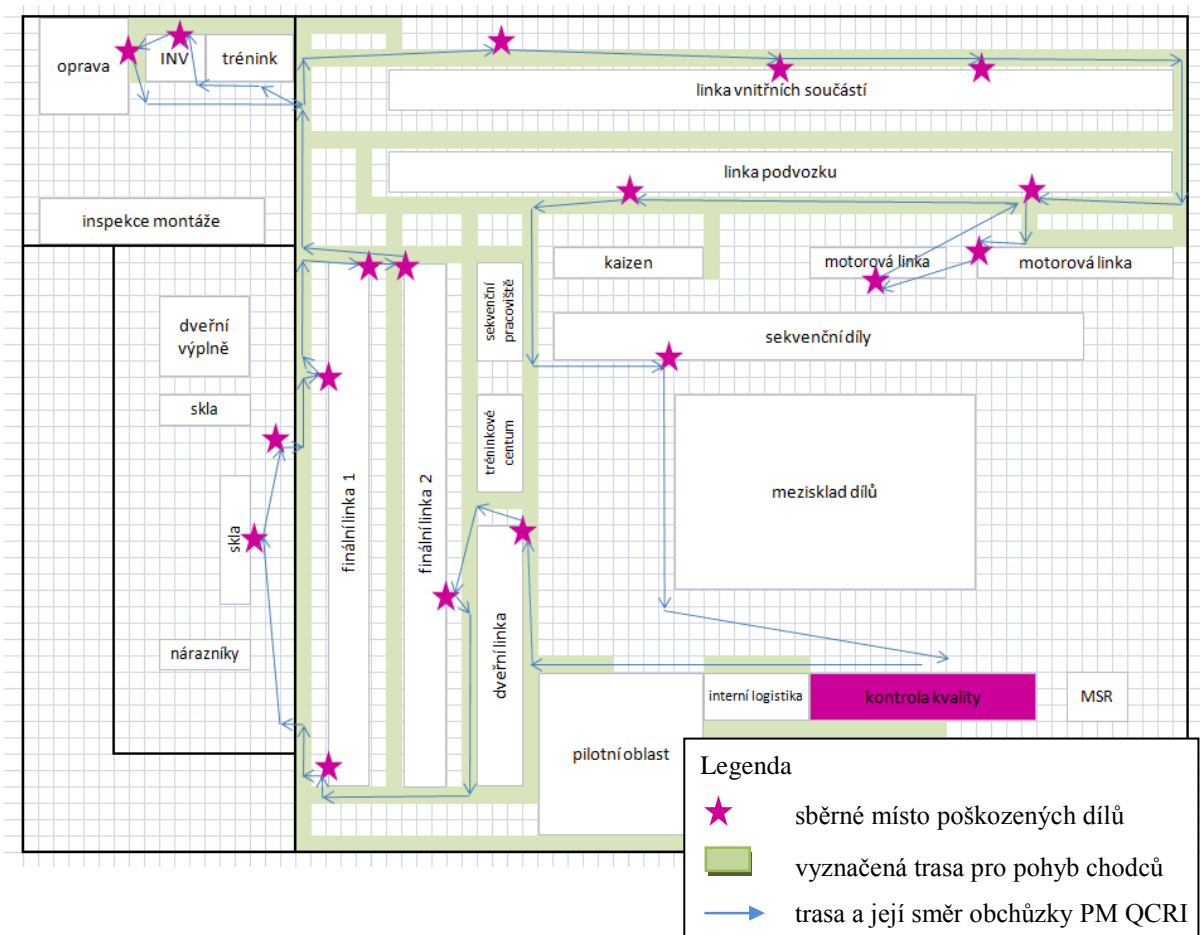 oprava
INV
trénink
linka vnitřních součástí
linka podvozku
inspekce montáže
kaizen
motorová linka
motorová linka
sekvenční
pracoviště
sekvenční díly
dveřní
výplně
skla
tréninkové
centum
mezisklad dílů
finální linka 1
finální linka 2
skla
dveřní linka
nárazníky
interní logistika
kontrola kvality
MSR
pilotní oblast
Legenda
sběrné místo poškozených dílů
vyznačená trasa pro pohyb chodců
trasa a její směr obchůzky PM QCRI